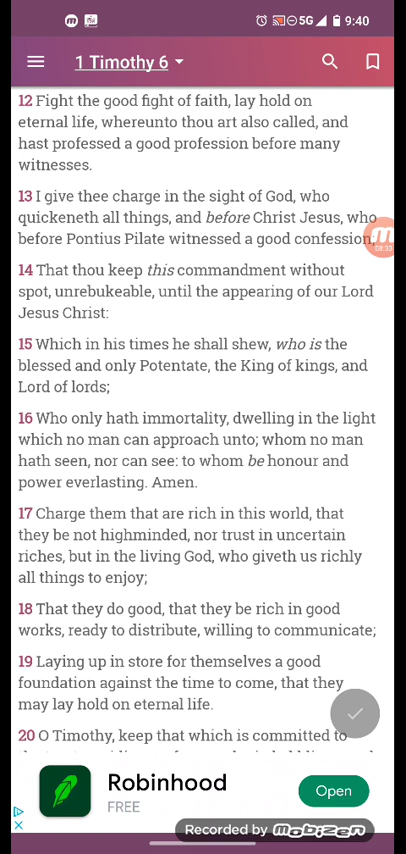 5G 9:40
1 Timothy 6
12 Fight the good fight of faith, lay hold on
eternal life, whereunto thou art also called, and
hast professed a good profession before many
witnesses.
13 I give thee charge in the sight of God, who
quickeneth all things, and before Christ Jesus, who
before Pontius Pilate witnessed a good confession;
14 That thou keep this commandment without
spot, unrebukeable, until the appearing of our Lord
Jesus Christ:
15 Which in his times he shall shew, who is the
blessed and only Potentate, the King of kings, and
Lord of lords;
16 Who only hath immortality, dwelling in the light
which no man can approach unto; whom no man
hath seen, nor can see: to whom be honour and
power everlasting. Amen.
17 Charge them that are rich in this world, that
they be not highminded, nor trust in uncertain
riches, but in the living God, who giveth us richly
all things to enjoy;
18 That they do good, that they be rich in good
works, ready to distribute, willing to communicate;
19 Laying up in store for themselves a good
foundation against the time to come, that they
may lay hold on eternal life.
20 O Timothy, keep that which is committed to
Robinhood
FREE
Open
Recorded by Mobizen